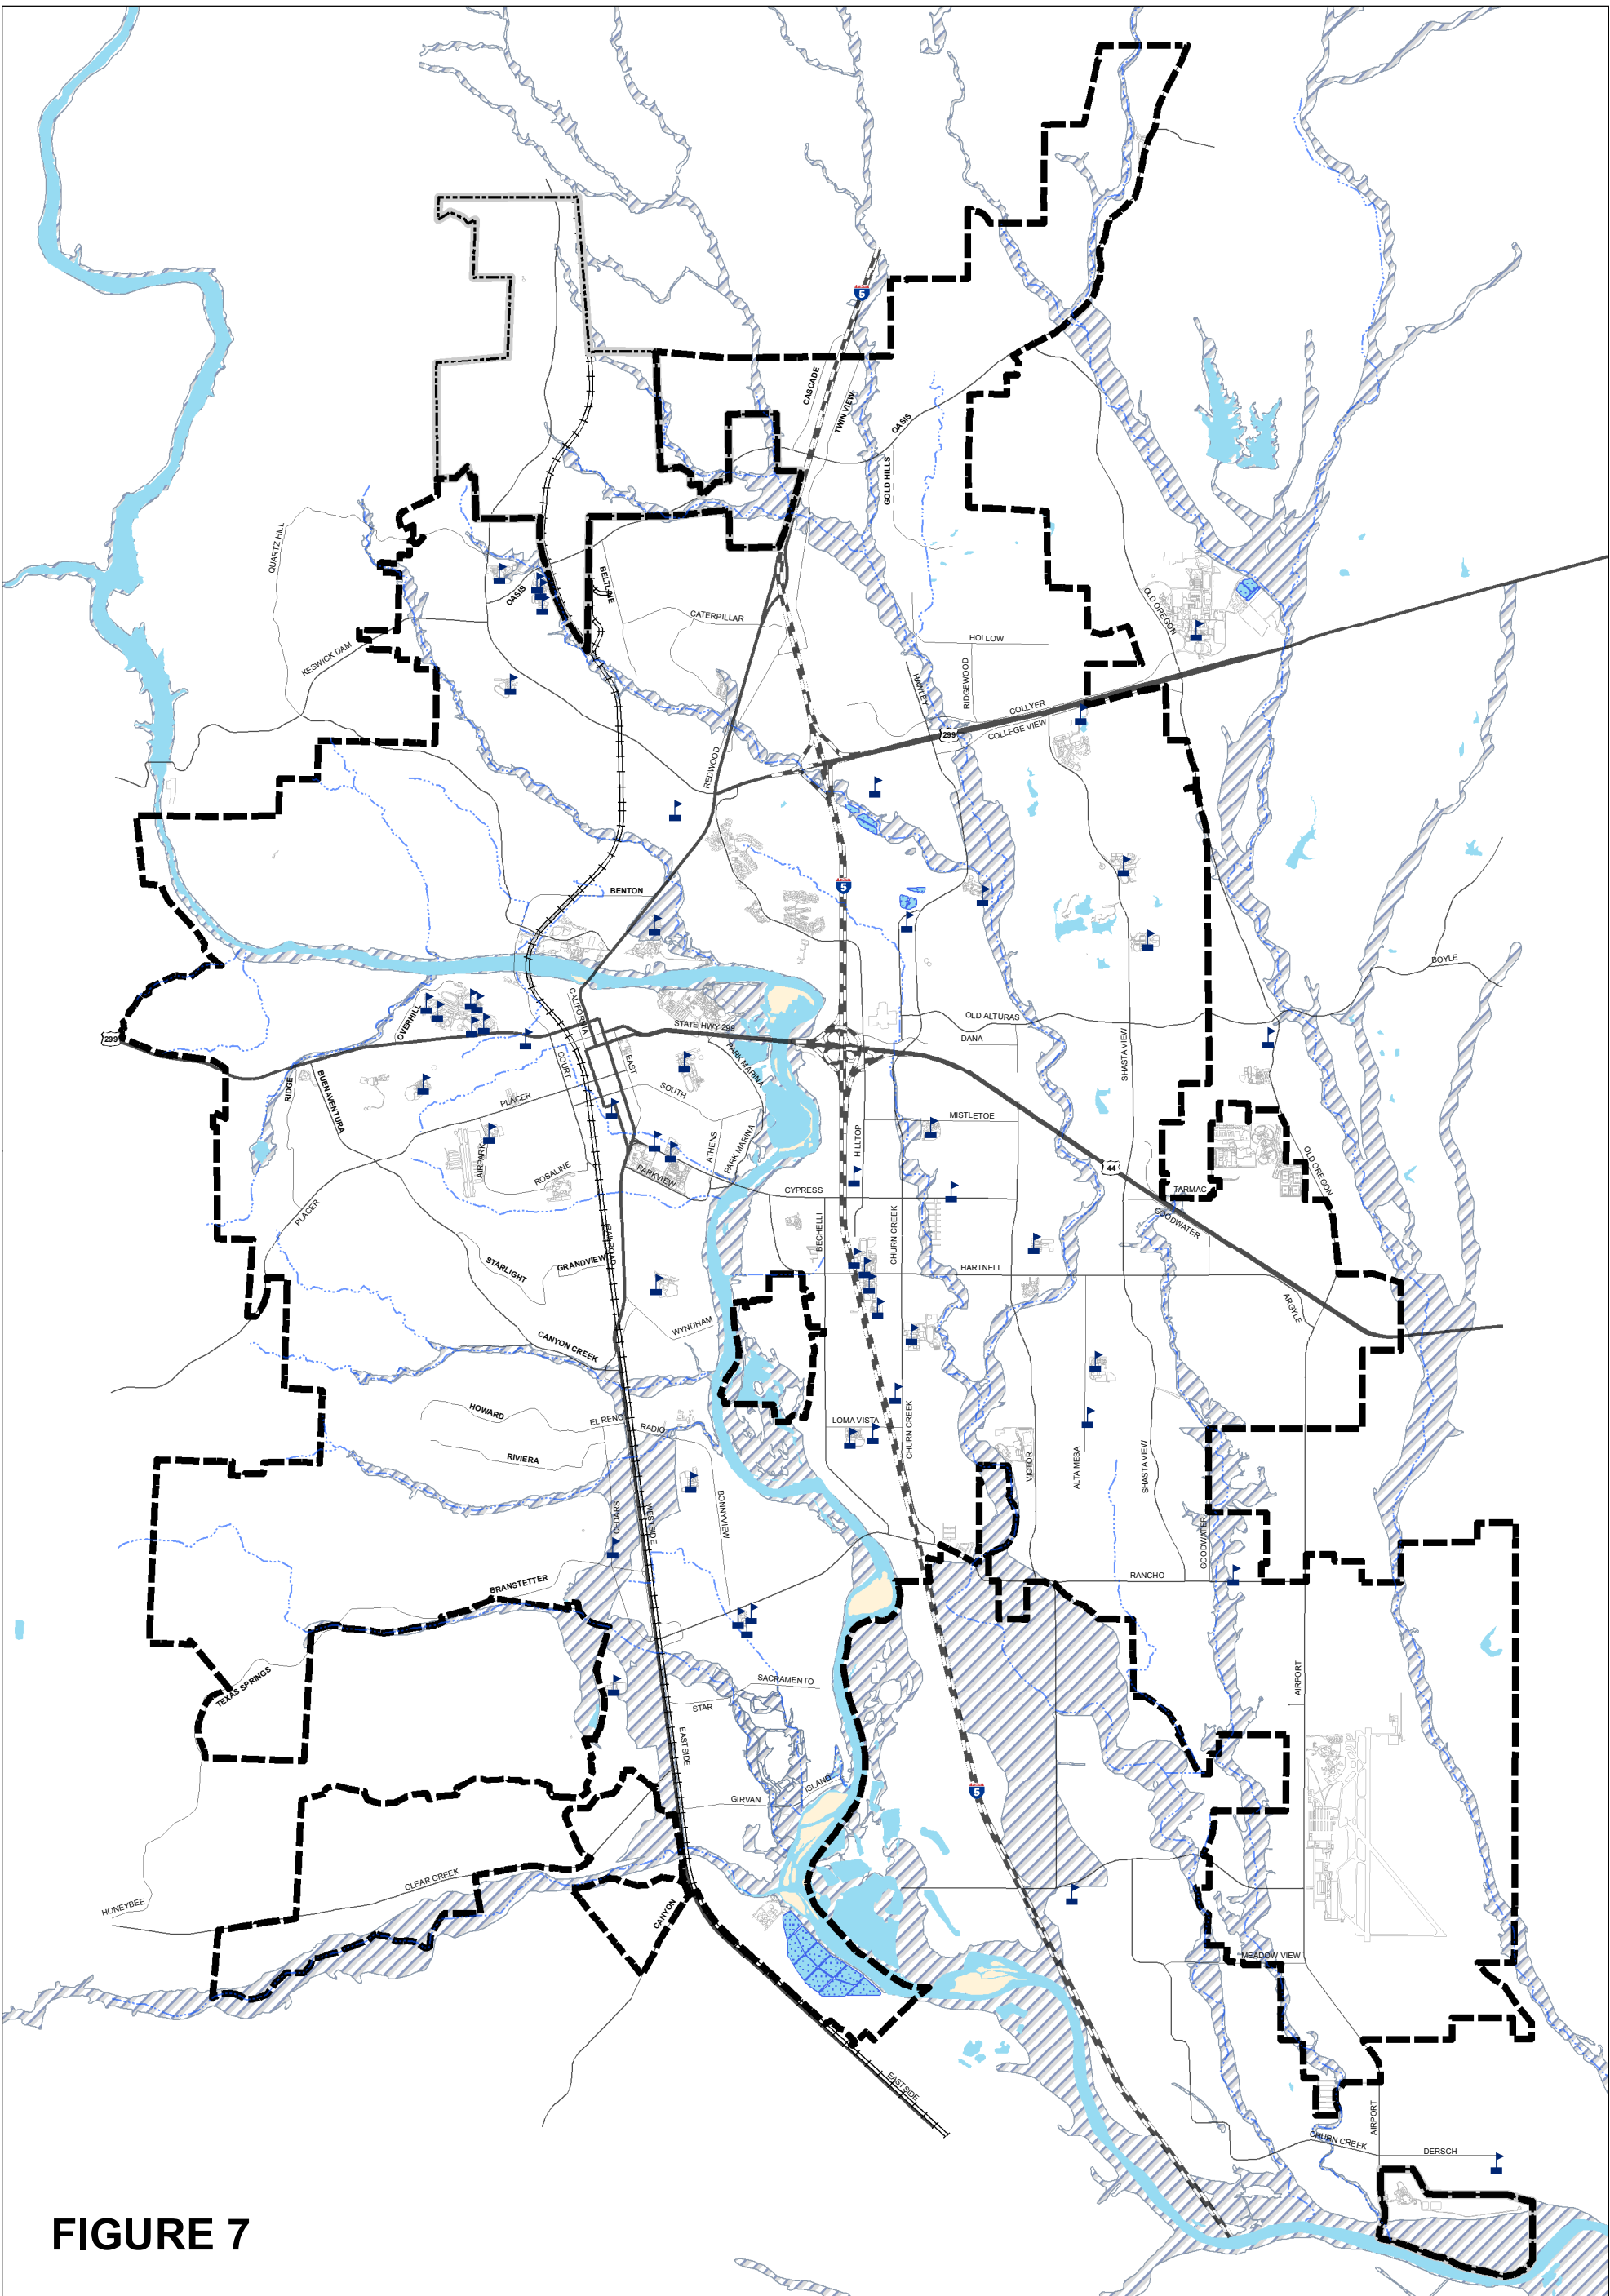 5
CASCADE
TWIN VIEW
OASIS
GOLD HILLS
QUARTZ HILL
OASIS
BELTLINE
CATERPILLAR
OLD OREGON
HOLLOW
KESWICK DAM
RIDGEWOOD
HAWLEY
COLLYER
299
COLLEGE VIEW
REDWOOD
5
BENTON
BOYLE
OVERHILL
CALIFORNIA
OLD ALTURAS
STATE HWY 299
DANA
299
COURT
EAST
PARK MARINA
SHASTA VIEW
RIDGE
BUENAVENTURA
PLACER
SOUTH
MISTLETOE
HILLTOP
ATHENS
PARK MARINA
AIRPARK
ROSALINE
PARKVIEW
44
OLD OREGON
CYPRESS
TARMAC
PLACER
GOODWATER
RAILROAD
BECHELLI
CHURN CREEK
STARLIGHT
GRANDVIEW
HARTNELL
ARGYLE
WYNDHAM
CANYON CREEK
HOWARD
EL RENO
RADIO
LOMA VISTA
CHURN CREEK
RIVIERA
VICTOR
ALTA MESA
SHASTA VIEW
CEDARS
WESTSIDE
BONNYVIEW
GOODWATER
BRANSTETTER
RANCHO
TEXAS SPRINGS
SACRAMENTO
STAR
AIRPORT
EASTSIDE
ISLAND
GIRVAN
5
CLEAR CREEK
HONEYBEE
CANYON
MEADOW VIEW
EASTSIDE
AIRPORT
CHURN CREEK
DERSCH
FIGURE 7